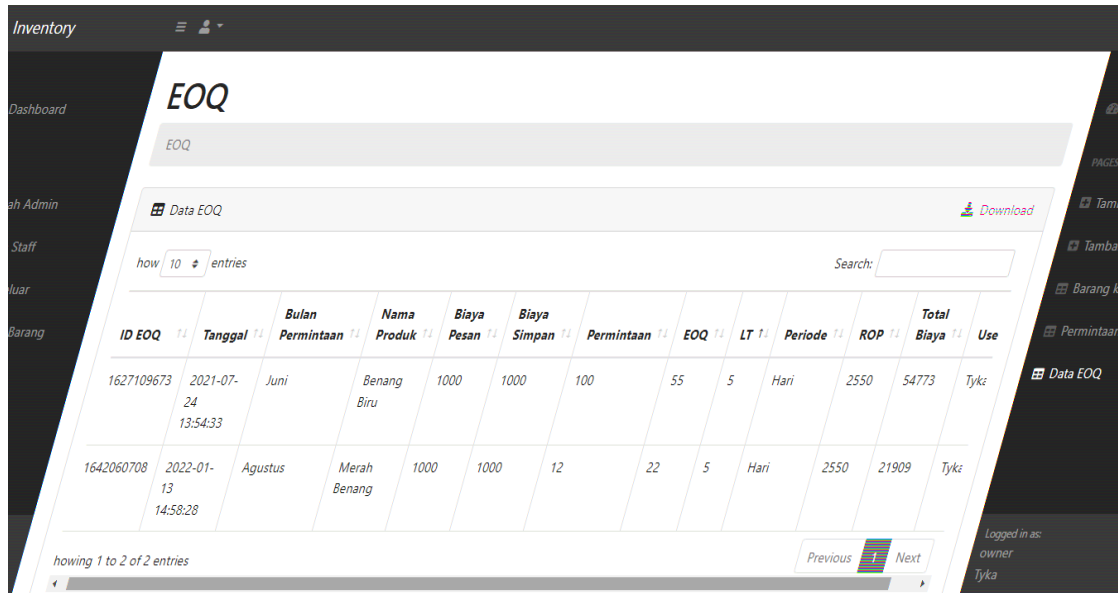 Inventory
Dashboard
ah Admin
Staff
luar
Barang
EOQ
EOQ
Data EOQ
Download
how 10 entries
Search:
ID EOQ Tanggal Bulan Permintaan Nama Produk Biaya Pesan Biaya Simpan Permintaan EOQ LT Periode ROP Total Biaya Use
1627109673 2021-07-24 13:54:33 Juni Benang Biru 1000 1000 100 55 5 Hari 2550 54773 Tyka
1642060708 2022-01-13 14:58:28 Agustus Merah Benang 1000 1000 12 22 5 Hari 2550 21909 Tyka
howing 1 to 2 of 2 entries
Previous 1 Next
PAGES
Tam
Tamba
Barang k
Permintaan
Data EOQ
Logged in as:
owner
Tyka